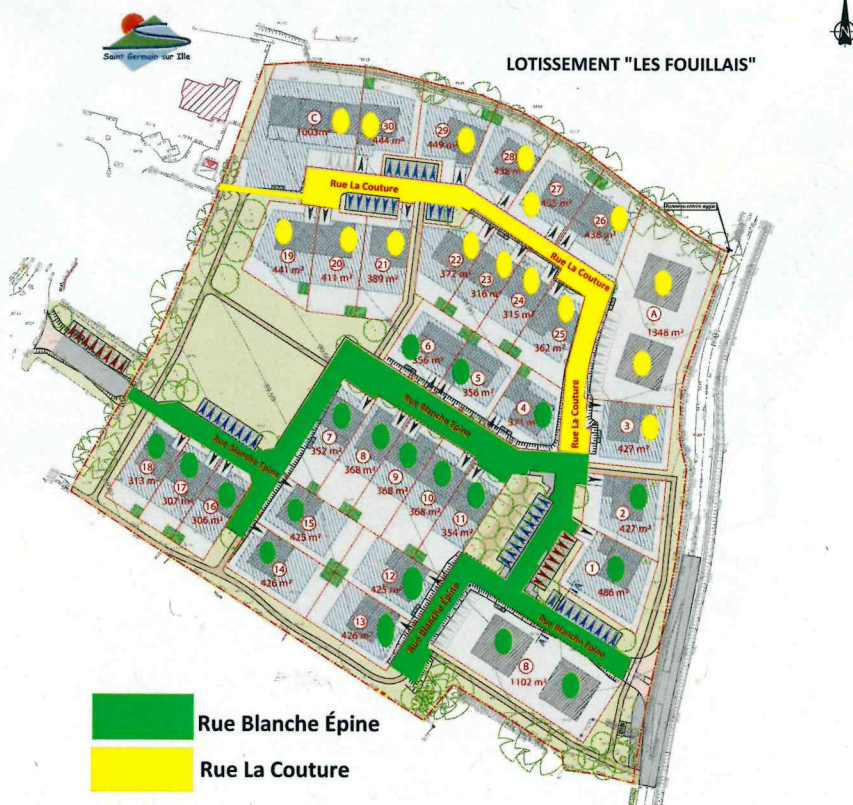 Saint Germain sur Ille
N
LOTISSEMENT "LES FOUILLAIS"
C
1003m²
30
444 m²
29
449 m²
28
438 m²
27
455 m²
26
438 m²
Panneau entrée agglo
Rue La Couture
19
441 m²
20
411 m²
21
389 m²
22
372 m²
23
316 m²
24
315 m²
25
362 m²
Rue La Couture
A
1348 m²
6
356 m²
5
356 m²
4
371 m²
Rue La Couture
3
427 m²
Rue Blanche Épine
7
352 m²
8
368 m²
9
368 m²
10
368 m²
11
354 m²
Rue Blanche Épine
18
313 m²
17
307 m²
16
306 m²
15
425 m²
14
426 m²
12
425 m²
13
426 m²
2
427 m²
1
486 m²
Rue Blanche Épine
Rue Blanche Épine
B
1102 m²
Rue Blanche Épine
Rue La Couture